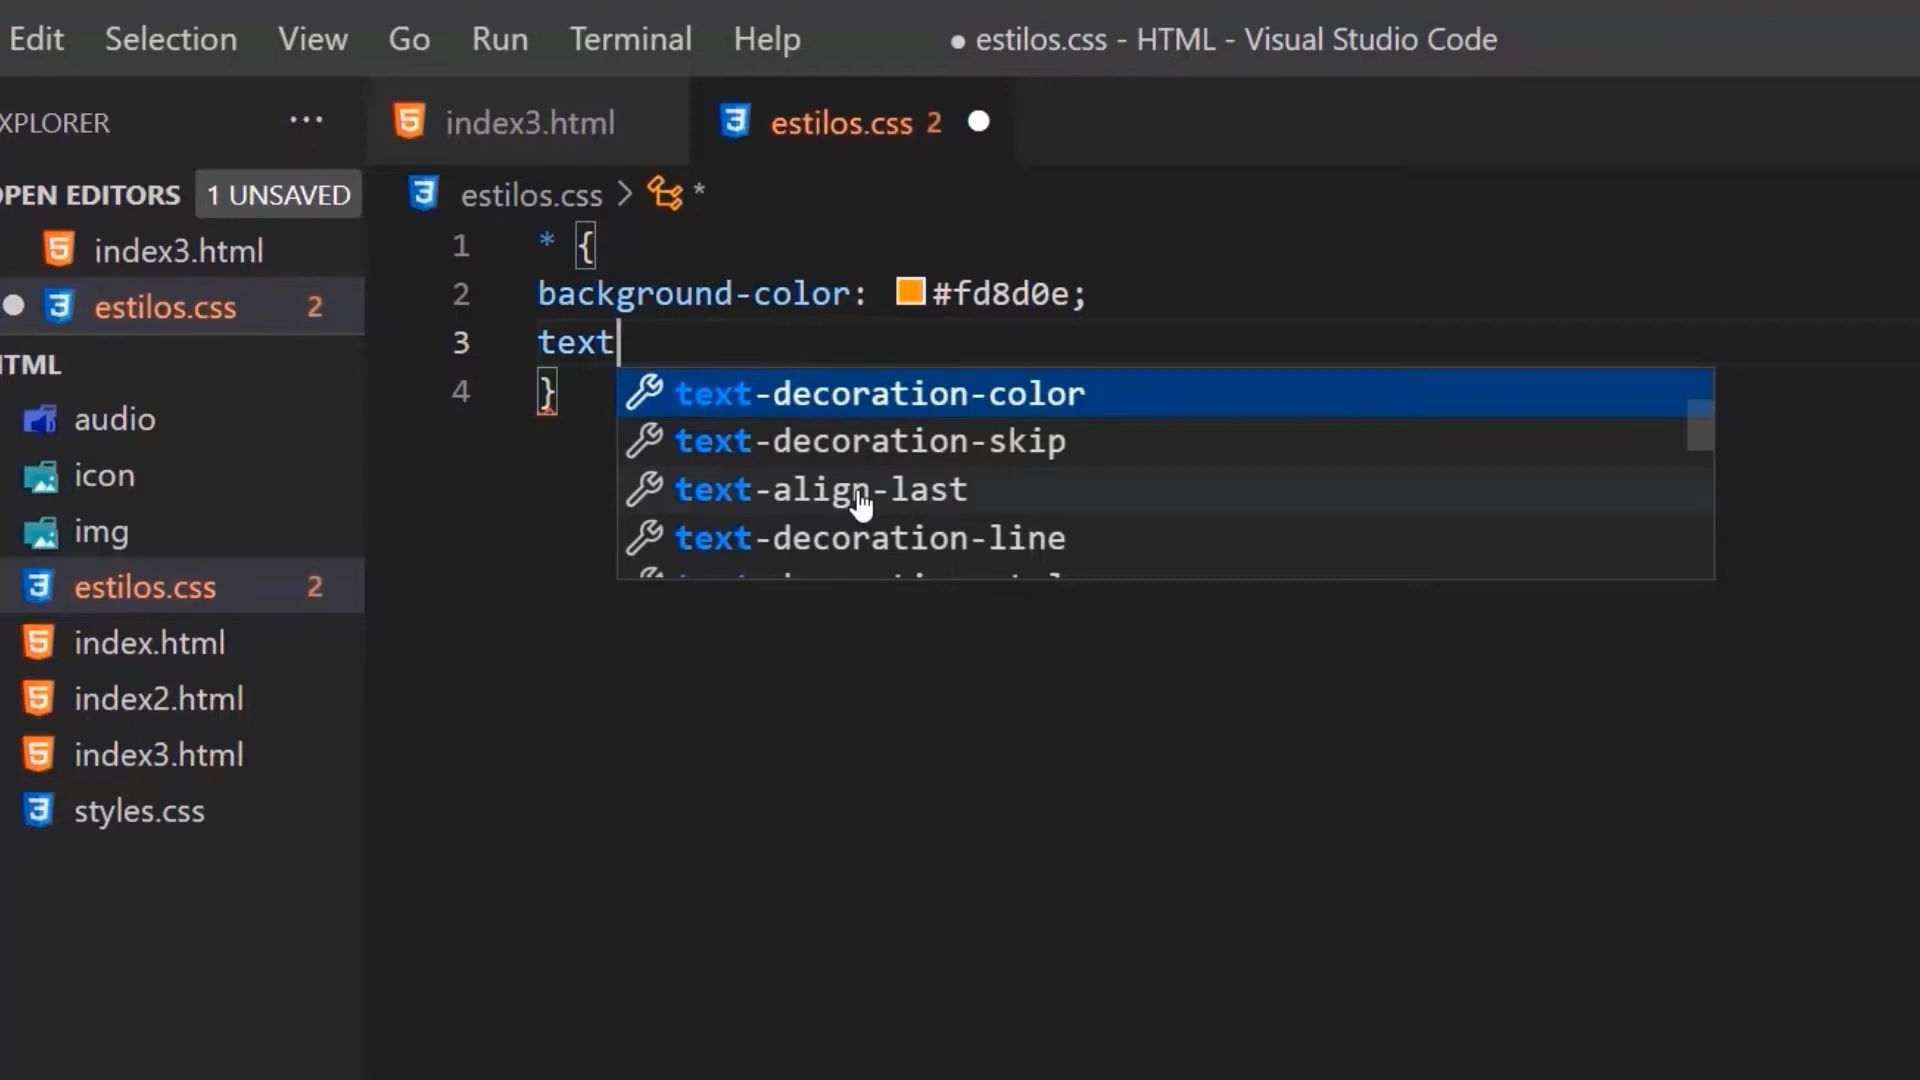 Edit Selection View Go Run Terminal Help ● estilos.css - HTML - Visual Studio Code
XPLORER ···
OPEN EDITORS 1 UNSAVED
index3.html
estilos.css 2
HTML
audio
icon
img
estilos.css 2
index.html
index2.html
index3.html
styles.css
index3.html estilos.css 2
estilos.css > *
1 * {
2 background-color: #fd8d0e;
3 text
4 }
text-decoration-color
text-decoration-skip
text-align-last
text-decoration-line